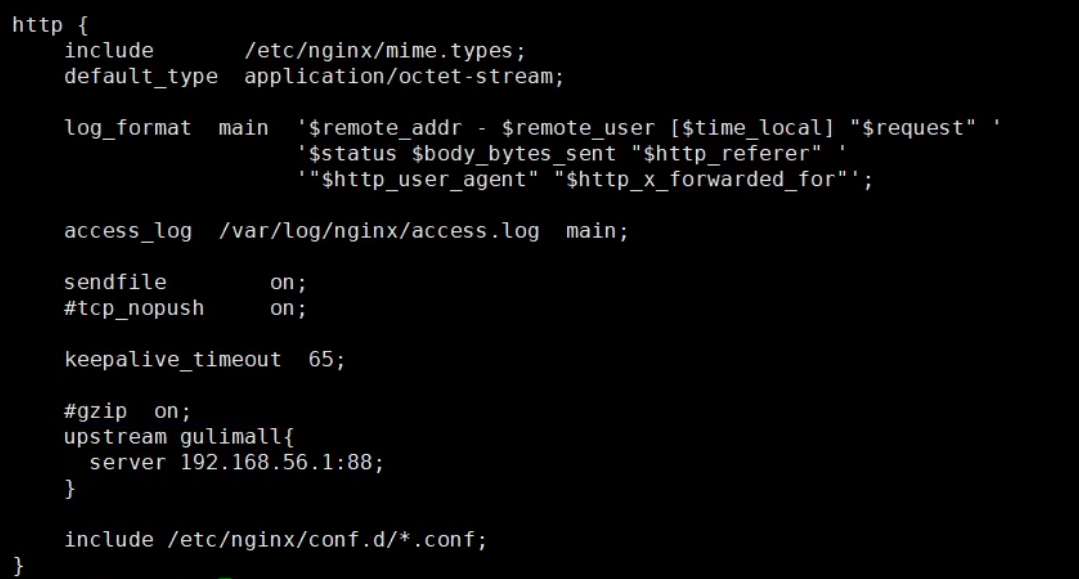 http {
    include       /etc/nginx/mime.types;
    default_type  application/octet-stream;

    log_format  main  '$remote_addr - $remote_user [$time_local] "$request" '
                      '$status $body_bytes_sent "$http_referer" '
                      '"$http_user_agent" "$http_x_forwarded_for"';

    access_log  /var/log/nginx/access.log  main;

    sendfile        on;
    #tcp_nopush     on;

    keepalive_timeout  65;

    #gzip  on;
    upstream gulimall{
      server 192.168.56.1:88;
    }

    include /etc/nginx/conf.d/*.conf;
}